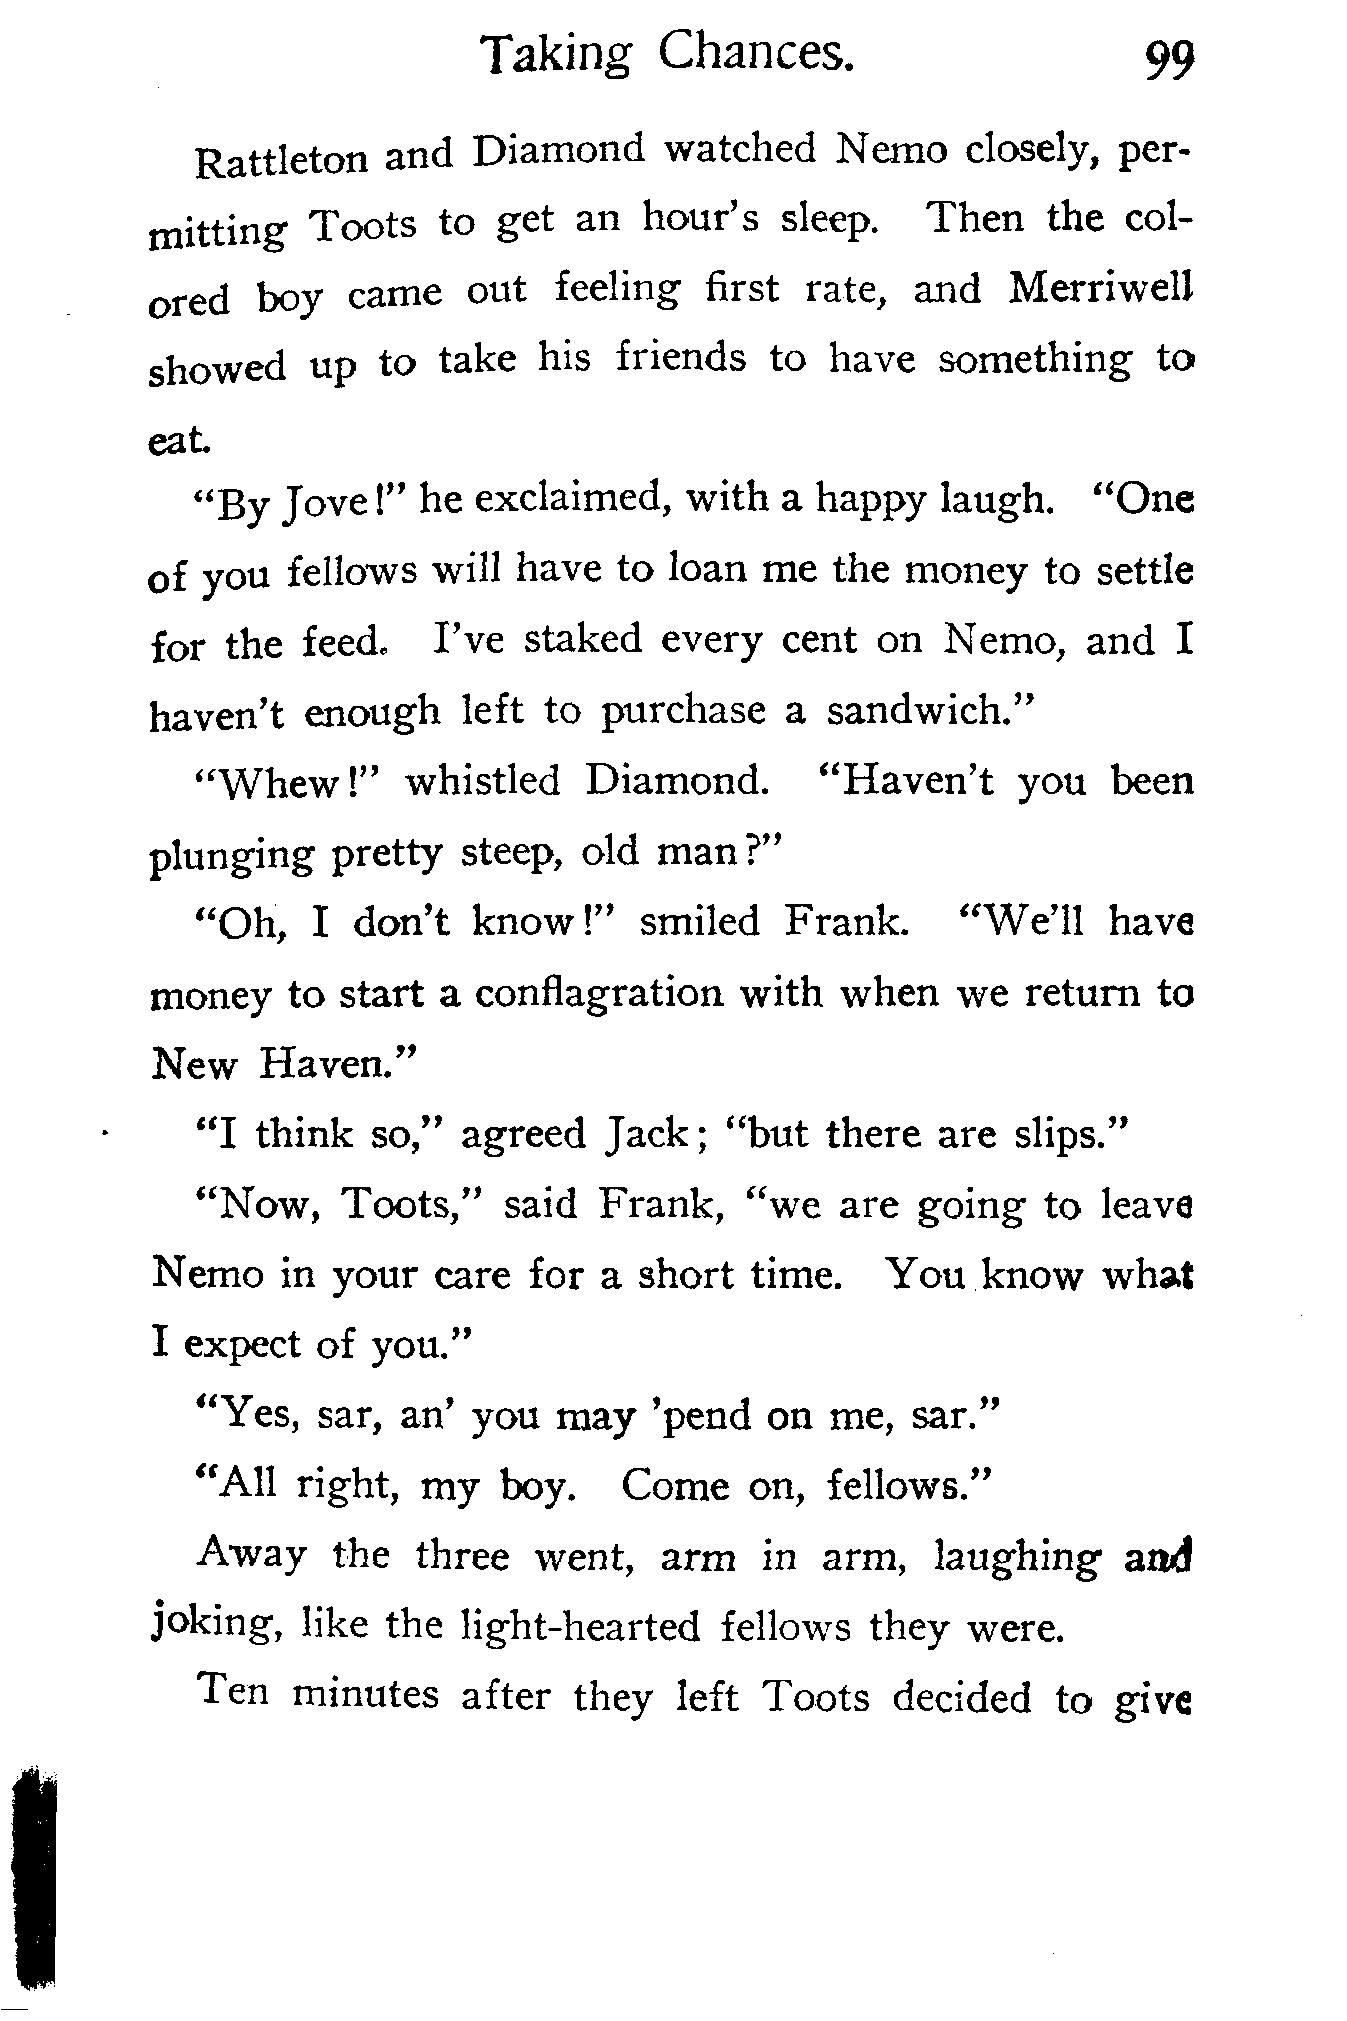 Taking Chances. 99
Rattleton and Diamond watched Nemo closely, per-
mitting Toots to get an hour's sleep. Then the col-
ored boy came out feeling first rate, and Merriwell
showed up to take his friends to have something to
eat.
"By Jove!" he exclaimed, with a happy laugh. "One
of you fellows will have to loan me the money to settle
for the feed. I've staked every cent on Nemo, and I
haven't enough left to purchase a sandwich."
"Whew!" whistled Diamond. "Haven't you been
plunging pretty steep, old man?"
"Oh, I don't know!" smiled Frank. "We'll have
money to start a conflagration with when we return to
New Haven."
"I think so," agreed Jack; "but there are slips."
"Now, Toots," said Frank, "we are going to leave
Nemo in your care for a short time. You know what
I expect of you."
"Yes, sar, an' you may 'pend on me, sar."
"All right, my boy. Come on, fellows."
Away the three went, arm in arm, laughing and
joking, like the light-hearted fellows they were.
Ten minutes after they left Toots decided to give